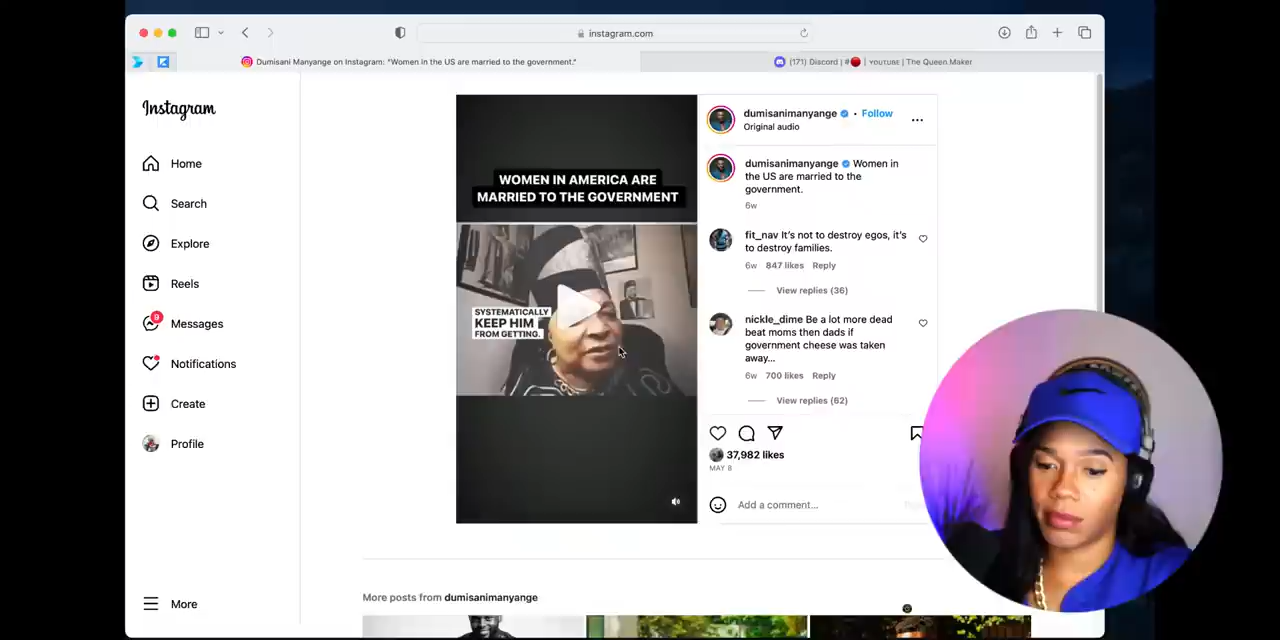 instagram.com
Dumisani Manyange on Instagram: "Women in the US are married to the government."
(171) Discord | #🔴 | YOUTUBE | The Queen Maker
Instagram
Home
Search
Explore
Reels
9
Messages
Notifications
Create
Profile
More
WOMEN IN AMERICA ARE
MARRIED TO THE GOVERNMENT
SYSTEMATICALLY
KEEP HIM
FROM GETTING.
dumisanimanyange • Follow
Original audio
dumisanimanyange Women in
the US are married to the
government.
6w
fit_nav It's not to destroy egos, it's
to destroy families.
6w 847 likes Reply
View replies (36)
nickle_dime Be a lot more dead
beat moms then dads if
government cheese was taken
away...
6w 700 likes Reply
View replies (62)
37,982 likes
MAY 8
Add a comment...
More posts from dumisanimanyange